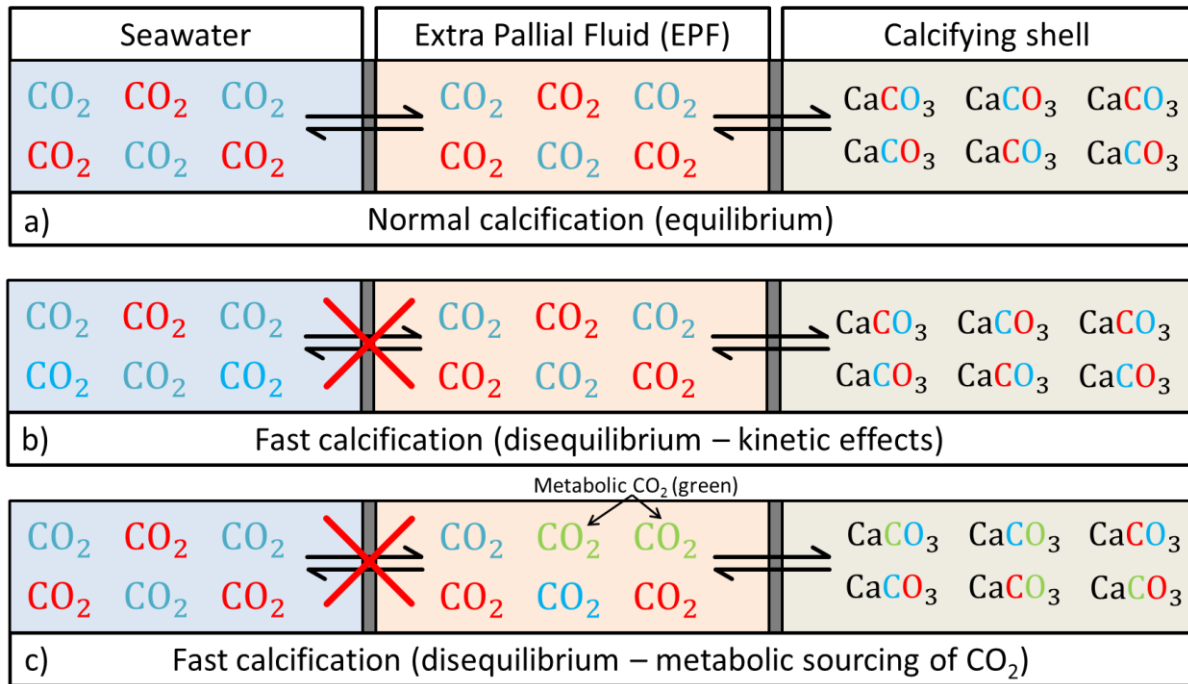 Seawater Extra Pallial Fluid (EPF) Calcifying shell
CO₂ CO₂ CO₂ CO₂ CO₂ CO₂ CaCO₃ CaCO₃ CaCO₃
CO₂ CO₂ CO₂ CO₂ CO₂ CO₂ CaCO₃ CaCO₃ CaCO₃
a) Normal calcification (equilibrium)
CO₂ CO₂ CO₂ CO₂ CO₂ CO₂ CaCO₃ CaCO₃ CaCO₃
CO₂ CO₂ CO₂ CO₂ CO₂ CO₂ CaCO₃ CaCO₃ CaCO₃
b) Fast calcification (disequilibrium – kinetic effects)
Metabolic CO₂ (green)
CO₂ CO₂ CO₂ CO₂ CO₂ CO₂ CaCO₃ CaCO₃ CaCO₃
CO₂ CO₂ CO₂ CO₂ CO₂ CO₂ CaCO₃ CaCO₃ CaCO₃
c) Fast calcification (disequilibrium – metabolic sourcing of CO₂)